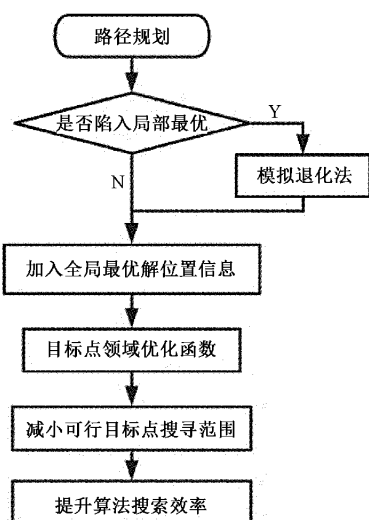 路径规划
是否陷入局部最优
Y
模拟退化法
N
加入全局最优解位置信息
目标点领域优化函数
减小可行目标点搜寻范围
提升算法搜索效率